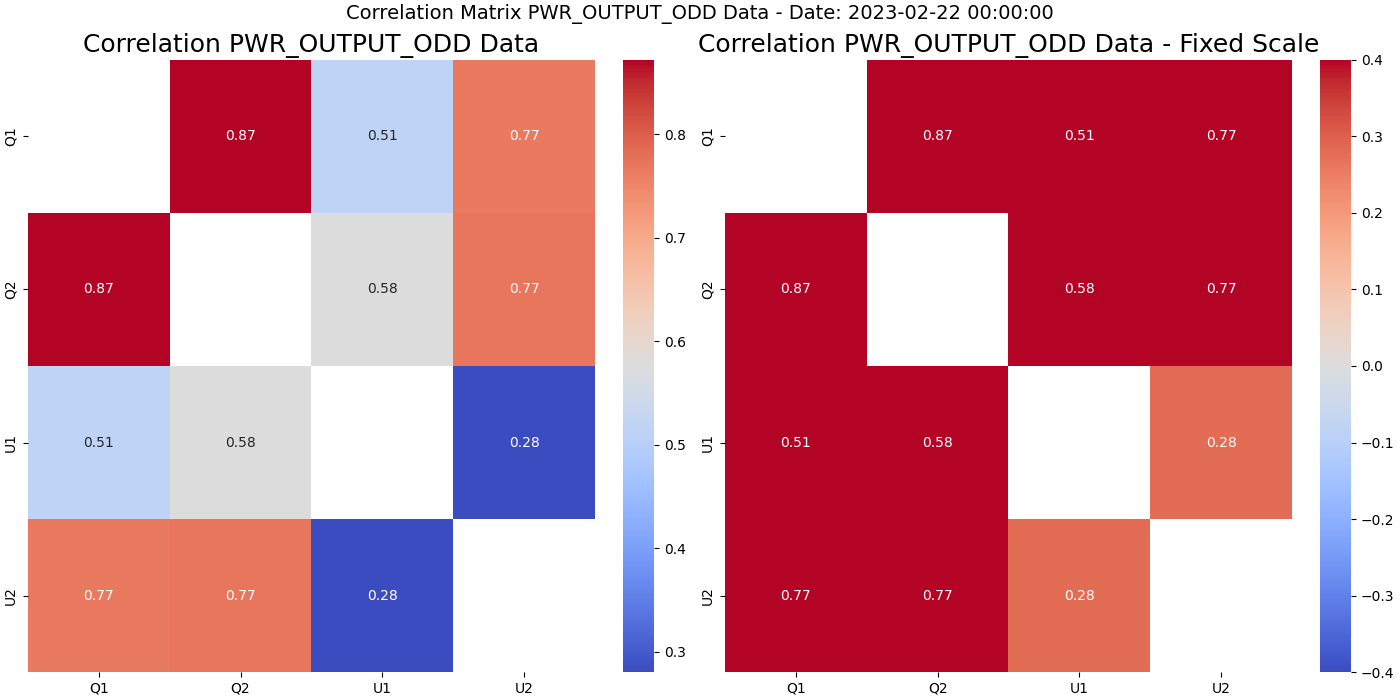 Correlation Matrix PWR_OUTPUT_ODD Data - Date: 2023-02-22 00:00:00
Correlation PWR_OUTPUT_ODD Data
Q1
0.87
0.51
0.77
Q2
0.87
0.58
0.77
U1
0.51
0.58
0.28
U2
0.77
0.77
0.28
Q1
Q2
U1
U2
0.8
0.7
0.6
0.5
0.4
0.3
Correlation PWR_OUTPUT_ODD Data - Fixed Scale
Q1
0.87
0.51
0.77
Q2
0.87
0.58
0.77
U1
0.51
0.58
0.28
U2
0.77
0.77
0.28
Q1
Q2
U1
U2
0.4
0.3
0.2
0.1
0.0
−0.1
−0.2
−0.3
−0.4